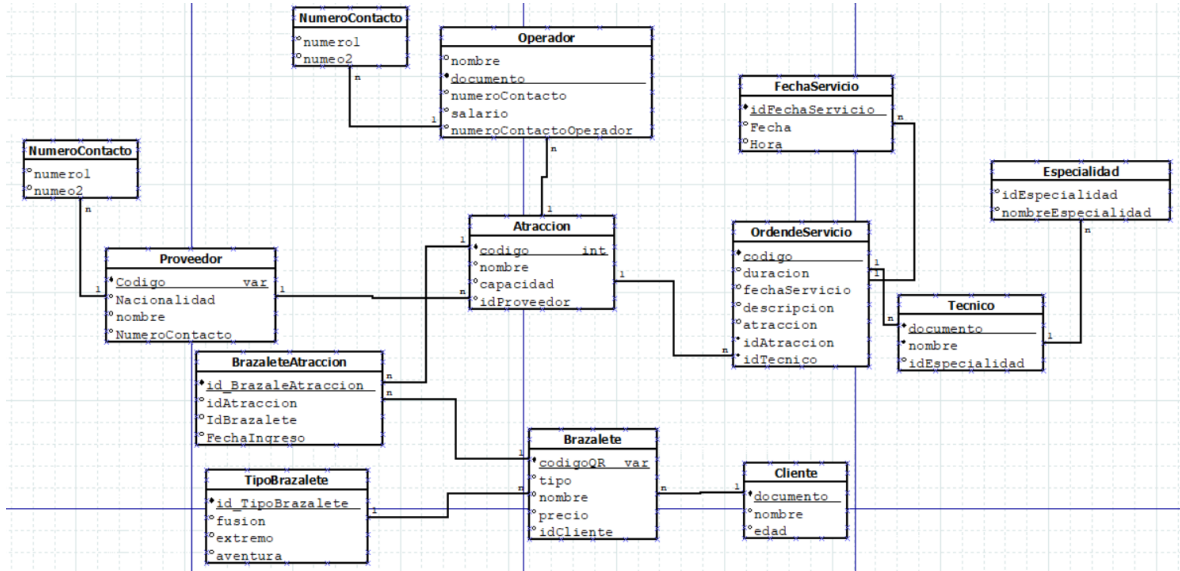 NumeroContacto
numero1
numeo2
n
Operador
nombre
documento
numeroContacto
salario
numeroContactoOperador
1
n
FechaServicio
idFechaServicio
Fecha
Hora
n
NumeroContacto
numero1
numeo2
n
Especialidad
idEspecialidad
nombreEspecialidad
n
Atraccion
codigo int
nombre
capacidad
idProveedor
1
1
n
1
OrdendeServicio
codigo
duracion
fechaServicio
descripcion
atraccion
idAtraccion
idTecnico
1
1
n
Proveedor
Codigo var
Nacionalidad
nombre
NumeroContacto
1
1
Tecnico
documento
nombre
idEspecialidad
n
1
BrazaleteAtraccion
id_BrazaleAtraccion
idAtraccion
IdBrazalete
FechaIngreso
n
n
Brazalete
codigoQR var
tipo
nombre
precio
idCliente
1
n
n
TipoBrazalete
id_TipoBrazalete
fusion
extremo
aventura
1
Cliente
documento
nombre
edad
1